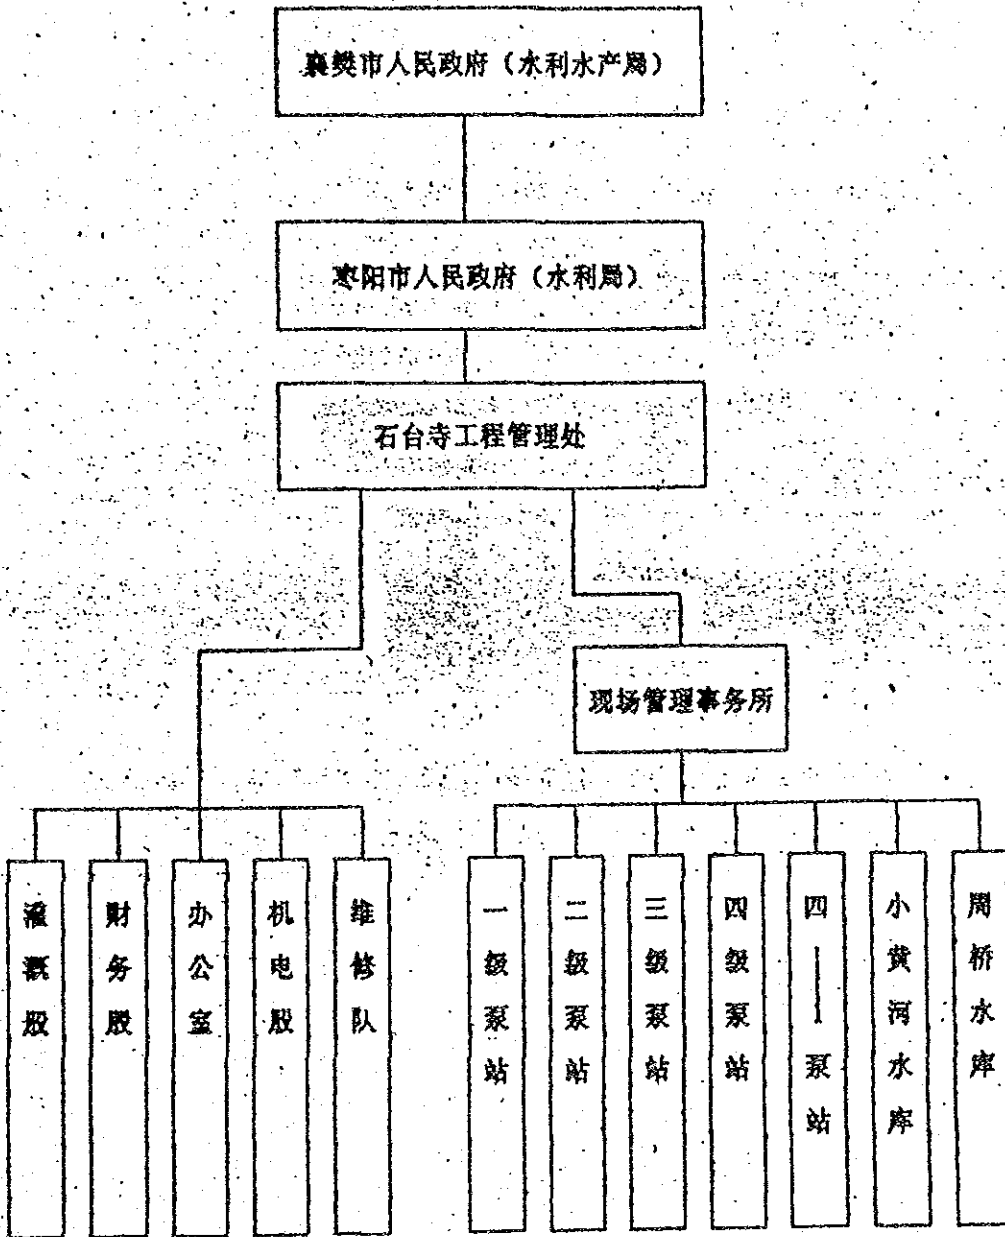 襄樊市人民政府（水利水产局）
枣阳市人民政府（水利局）
石台寺工程管理处
现场管理事务所
灌溉股
财务股
办公室
机电股
维修队
一级泵站
二级泵站
三级泵站
四级泵站
四——泵站
小黄河水库
周桥水库